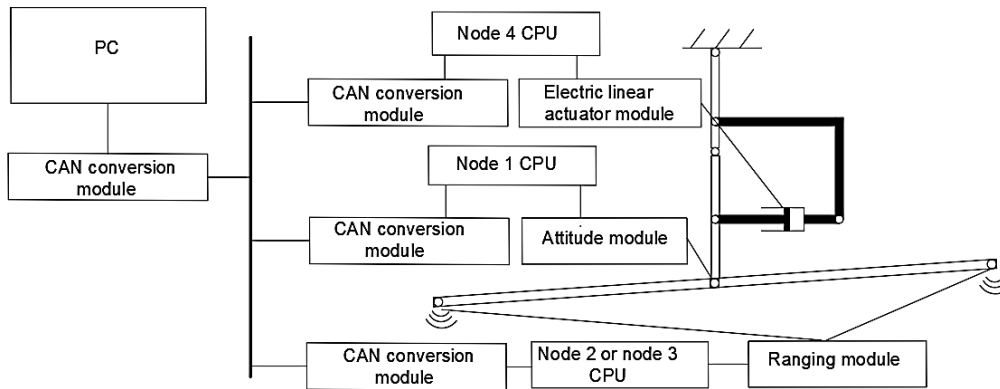 PC
CAN conversion
module
Node 4 CPU
CAN conversion
module
Electric linear
actuator module
Node 1 CPU
CAN conversion
module
Attitude module
CAN conversion
module
Node 2 or node 3
CPU
Ranging module